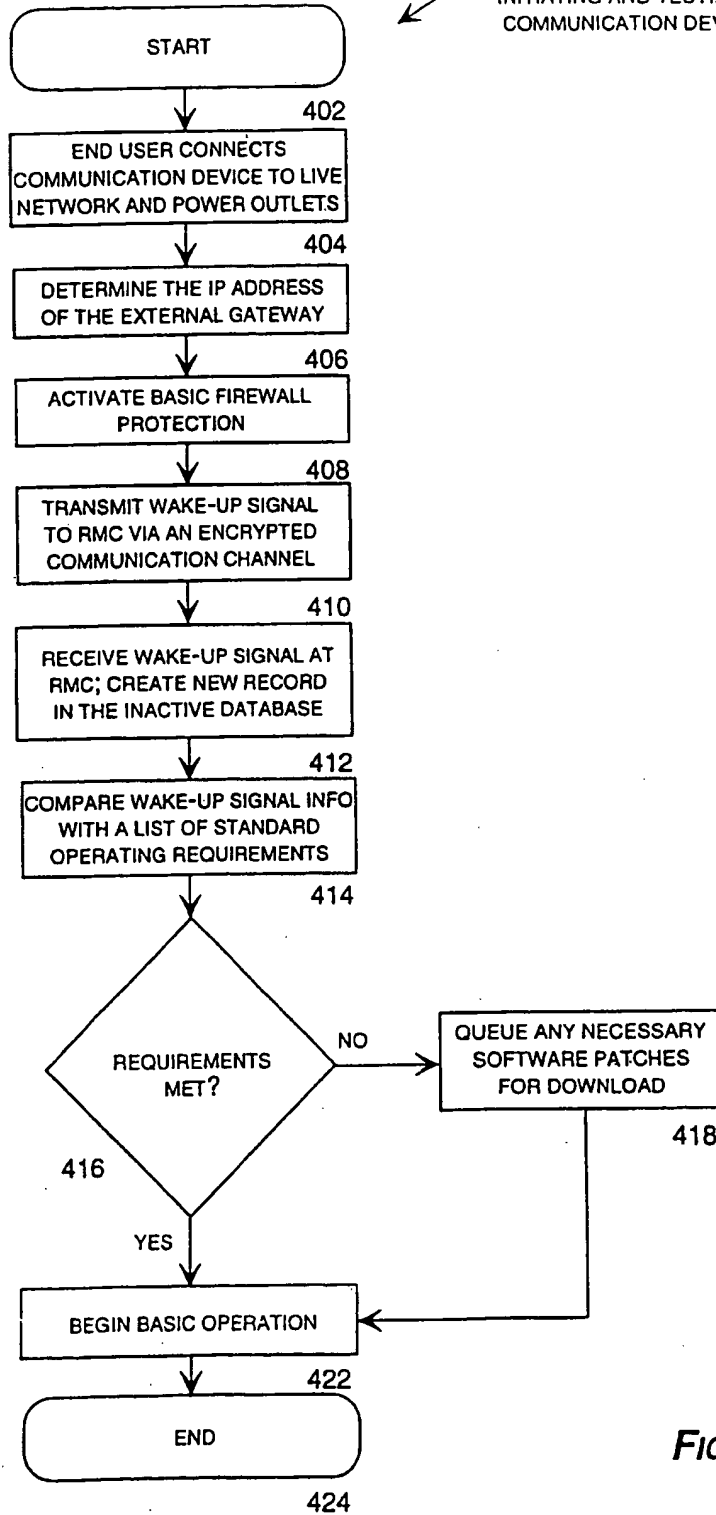 COMMUNICATION DEV
START
402
END USER CONNECTS
COMMUNICATION DEVICE TO LIVE
NETWORK AND POWER OUTLETS
404
DETERMINE THE IP ADDRESS
OF THE EXTERNAL GATEWAY
406
ACTIVATE BASIC FIREWALL
PROTECTION
408
TRANSMIT WAKE-UP SIGNAL
TO RMC VIA AN ENCRYPTED
COMMUNICATION CHANNEL
410
RECEIVE WAKE-UP SIGNAL AT
RMC; CREATE NEW RECORD
IN THE INACTIVE DATABASE
412
COMPARE WAKE-UP SIGNAL INFO
WITH A LIST OF STANDARD
OPERATING REQUIREMENTS
414
REQUIREMENTS
MET?
416
NO
QUEUE ANY NECESSARY
SOFTWARE PATCHES
FOR DOWNLOAD
418
YES
BEGIN BASIC OPERATION
422
END
424
FIG